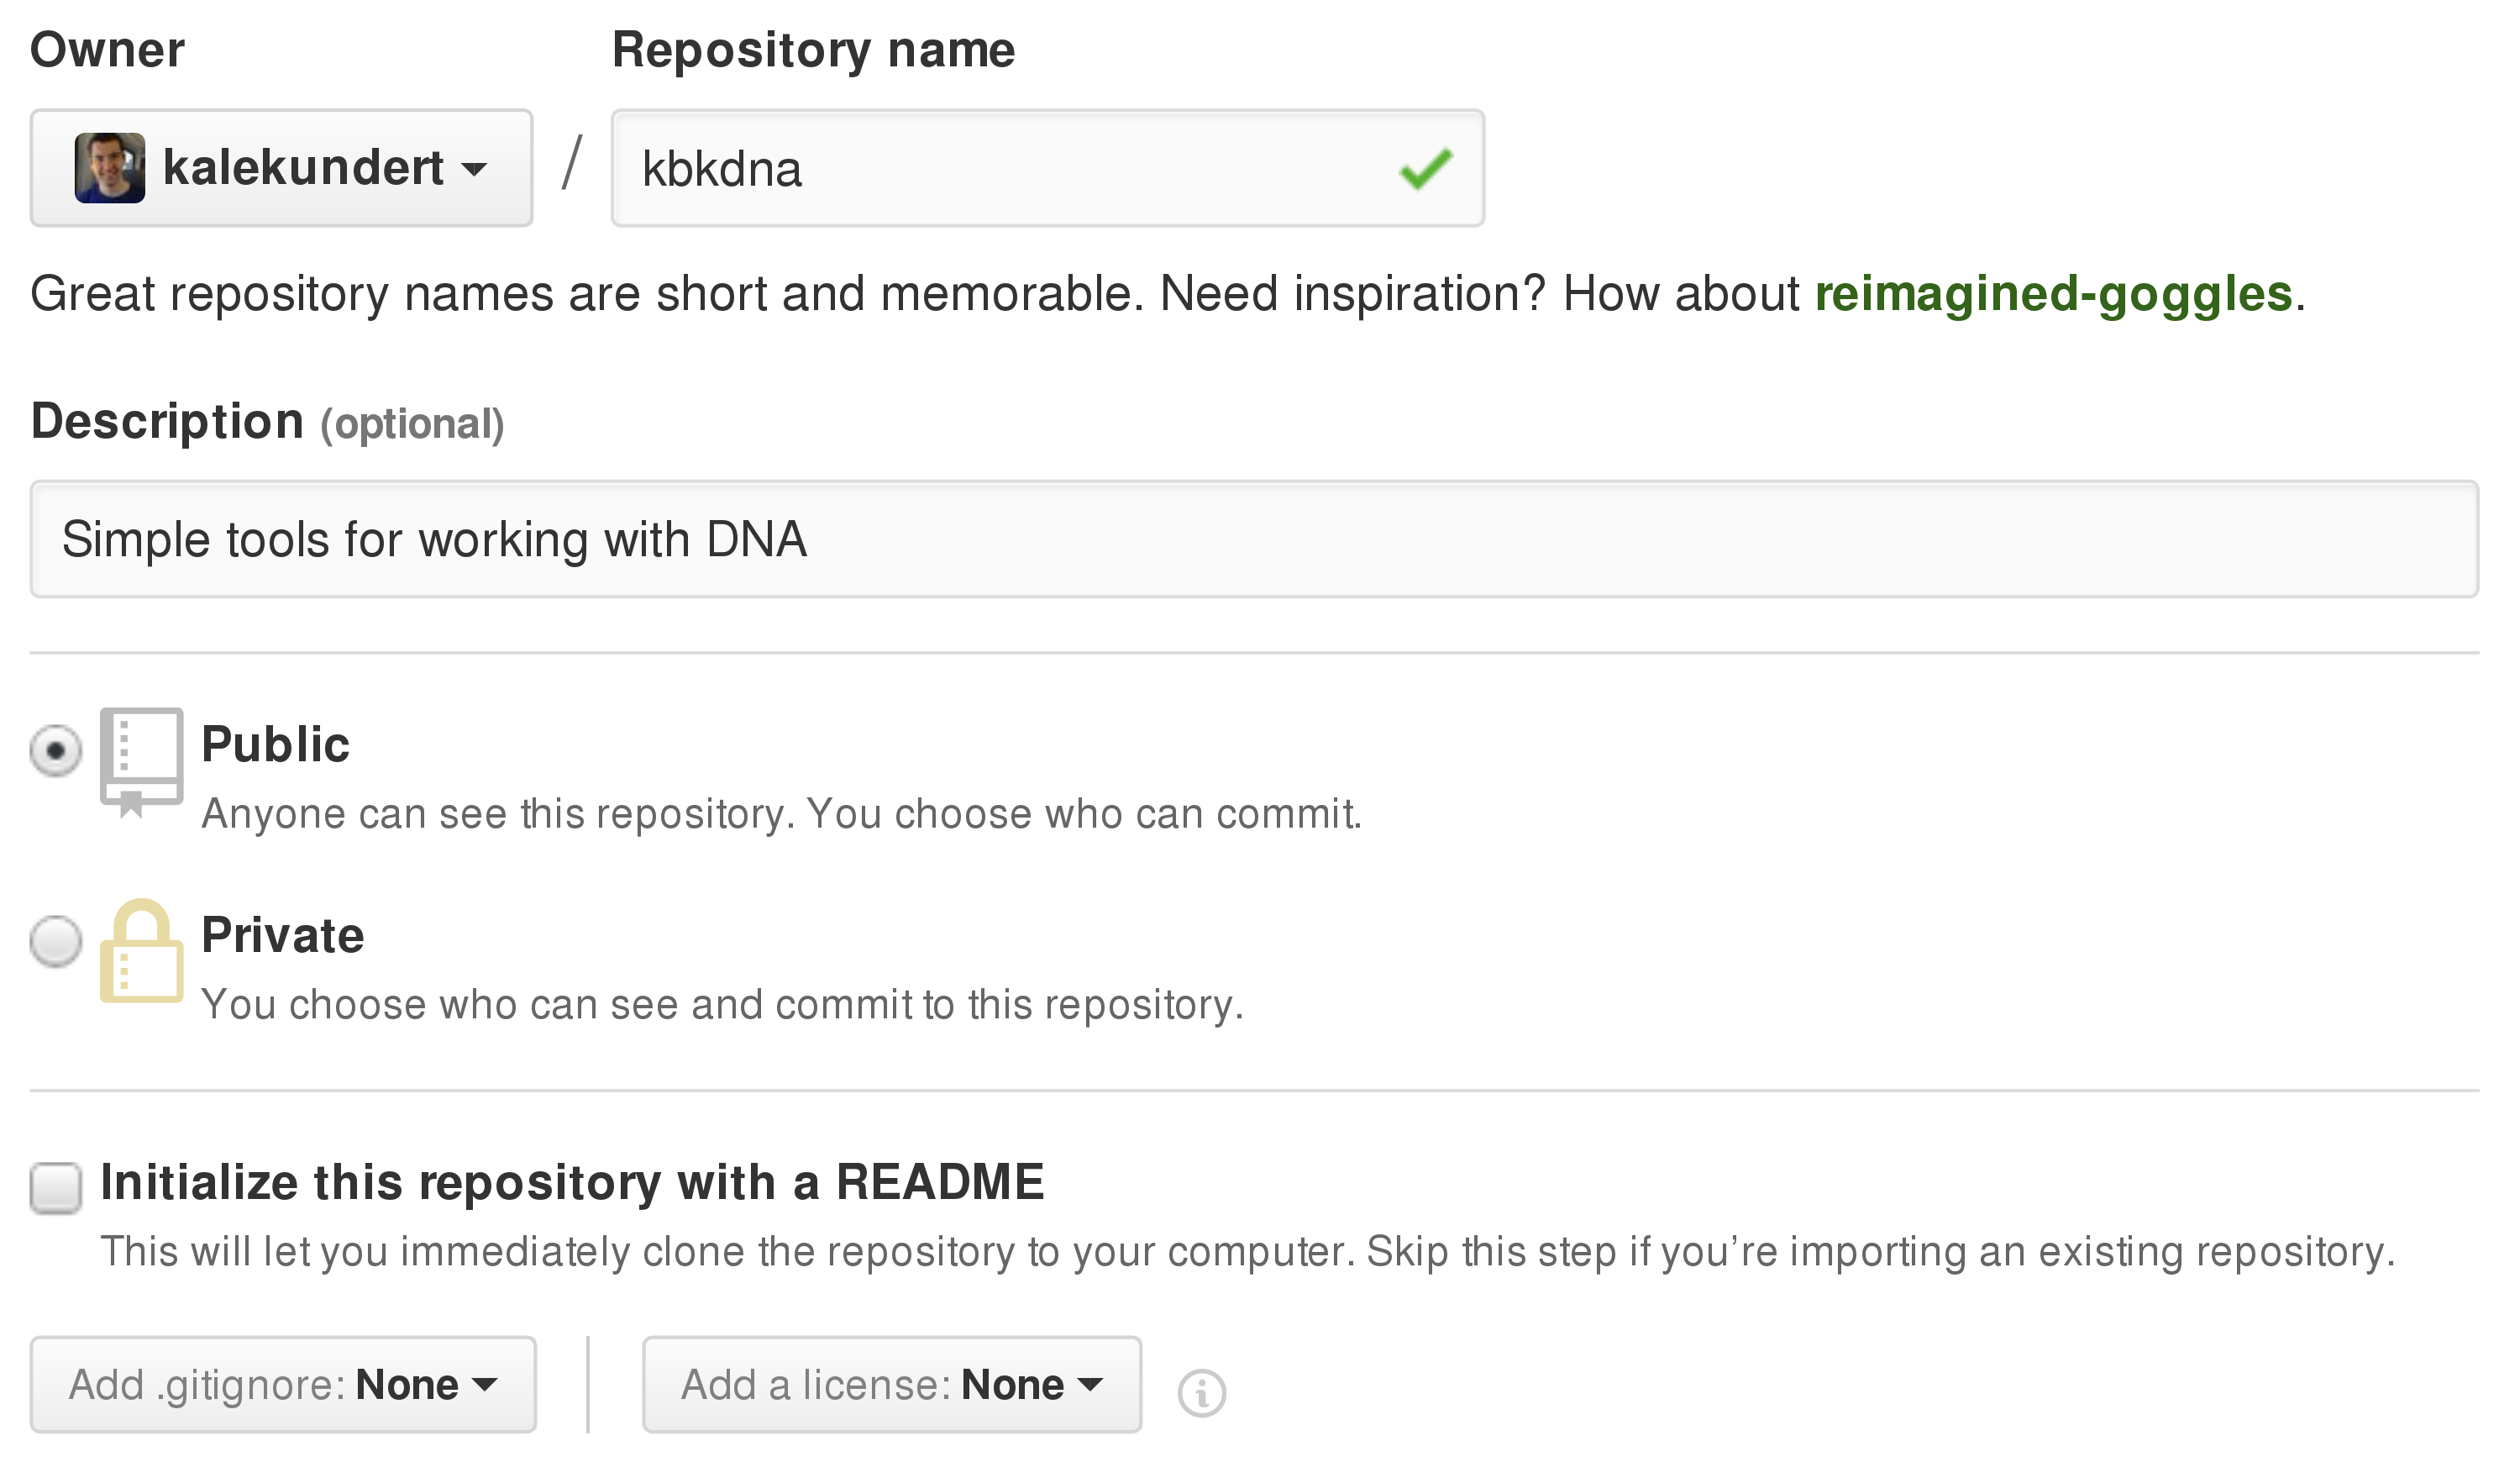 Owner Repository name
kalekundert / kbkdna
Great repository names are short and memorable. Need inspiration? How about reimagined-goggles.
Description (optional)
Simple tools for working with DNA
Public
Anyone can see this repository. You choose who can commit.
Private
You choose who can see and commit to this repository.
Initialize this repository with a README
This will let you immediately clone the repository to your computer. Skip this step if you’re importing an existing repository.
Add .gitignore: None Add a license: None